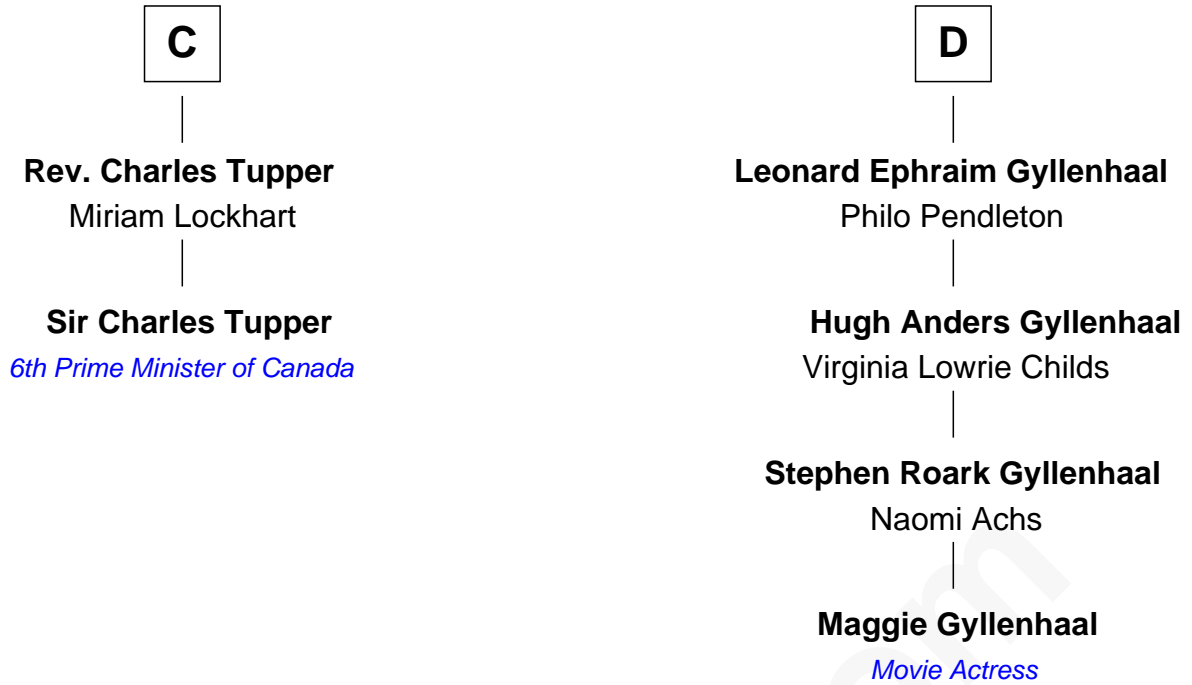 C
Rev. Charles Tupper
Miriam Lockhart
Sir Charles Tupper
6th Prime Minister of Canada
D
Leonard Ephraim Gyllenhaal
Philo Pendleton
Hugh Anders Gyllenhaal
Virginia Lowrie Childs
Stephen Roark Gyllenhaal
Naomi Achs
Maggie Gyllenhaal
Movie Actress